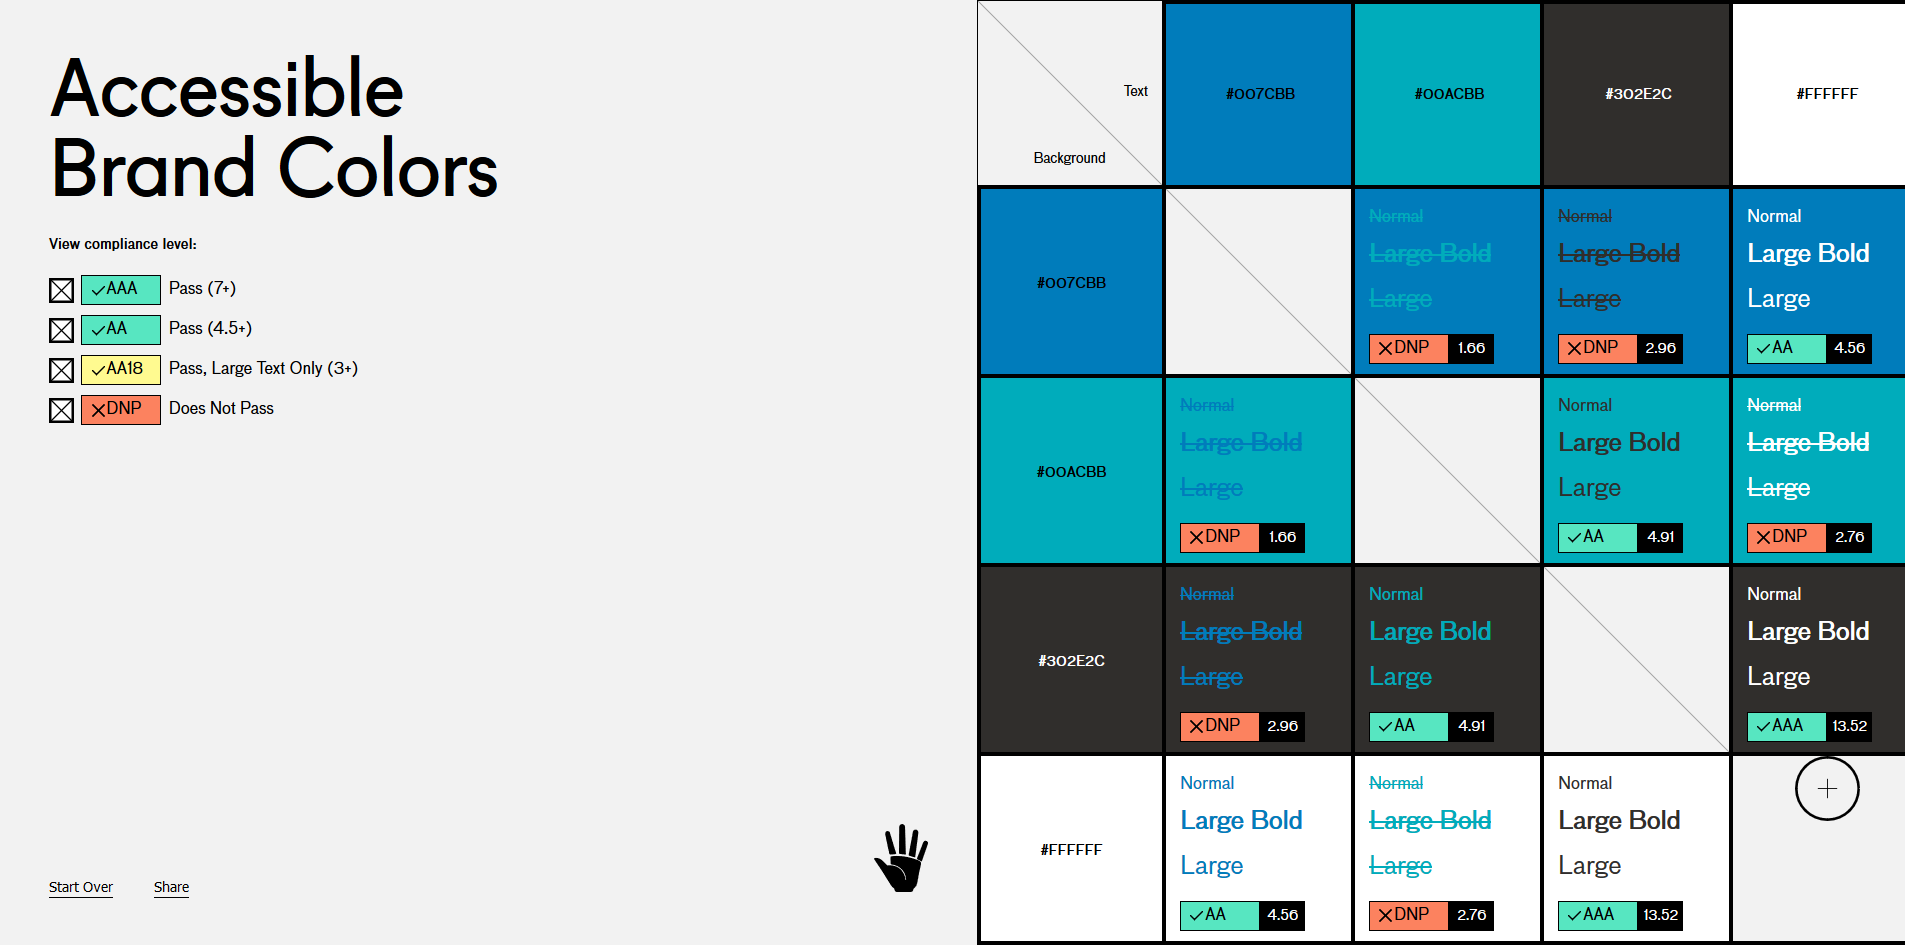 Accessible
Brand Colors
View compliance level:
AAA Pass (7+)
AA Pass (4.5+)
AA18 Pass, Large Text Only (3+)
DNP Does Not Pass
Start Over Share
Text
Background
#007CBB #00ACBB #302E2C #FFFFFF
#007CBB
Normal Normal Normal
Large Bold Large Bold Large Bold
Large Large Large
DNP 1.66 DNP 2.96 AA 4.56
#00ACBB
Normal Normal Normal
Large Bold Large Bold Large Bold
Large Large Large
DNP 1.66 AA 4.91 DNP 2.76
#302E2C
Normal Normal Normal
Large Bold Large Bold Large Bold
Large Large Large
DNP 2.96 AA 4.91 AAA 13.52
#FFFFFF
Normal Normal Normal
Large Bold Large Bold Large Bold
Large Large Large
AA 4.56 DNP 2.76 AAA 13.52